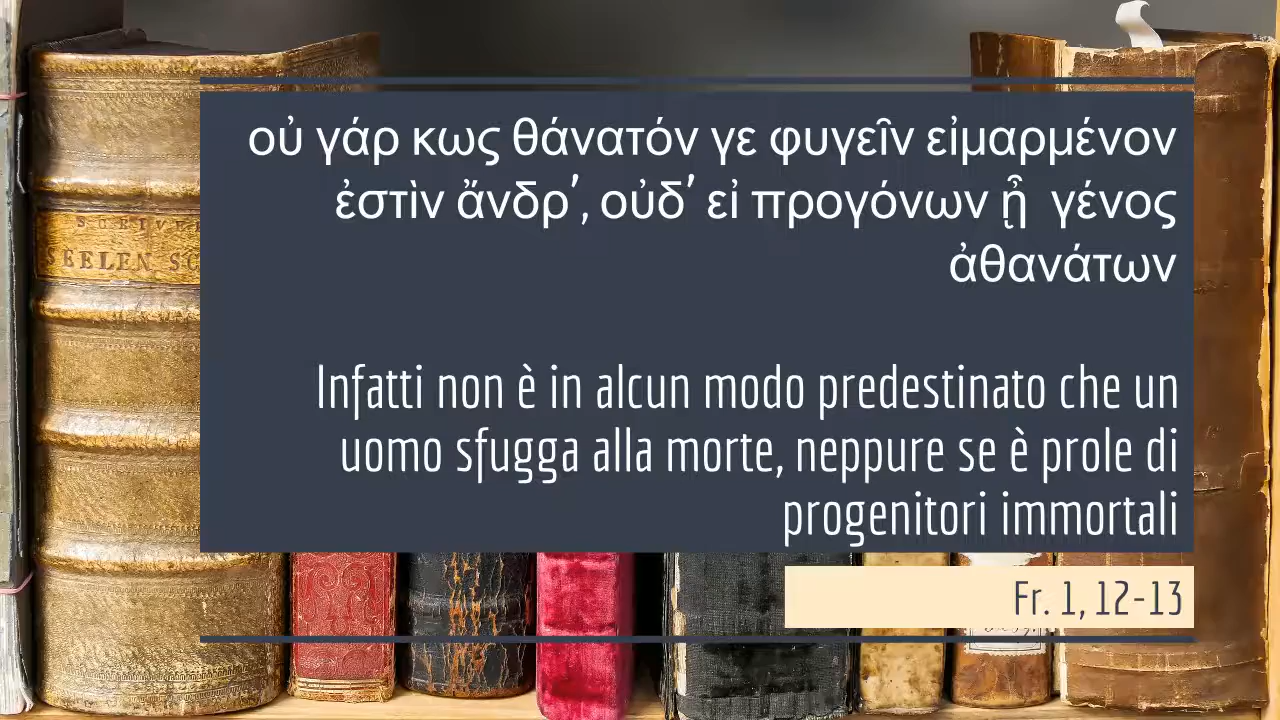 οὐ γάρ κως θάνατόν γε φυγεῖν εἰμαρμένον
ἐστὶν ἄνδρ’, οὐδ’ εἰ προγόνων ᾖ γένος
ἀθανάτων
Infatti non è in alcun modo predestinato che un
uomo sfugga alla morte, neppure se è prole di
progenitori immortali
Fr. 1, 12-13